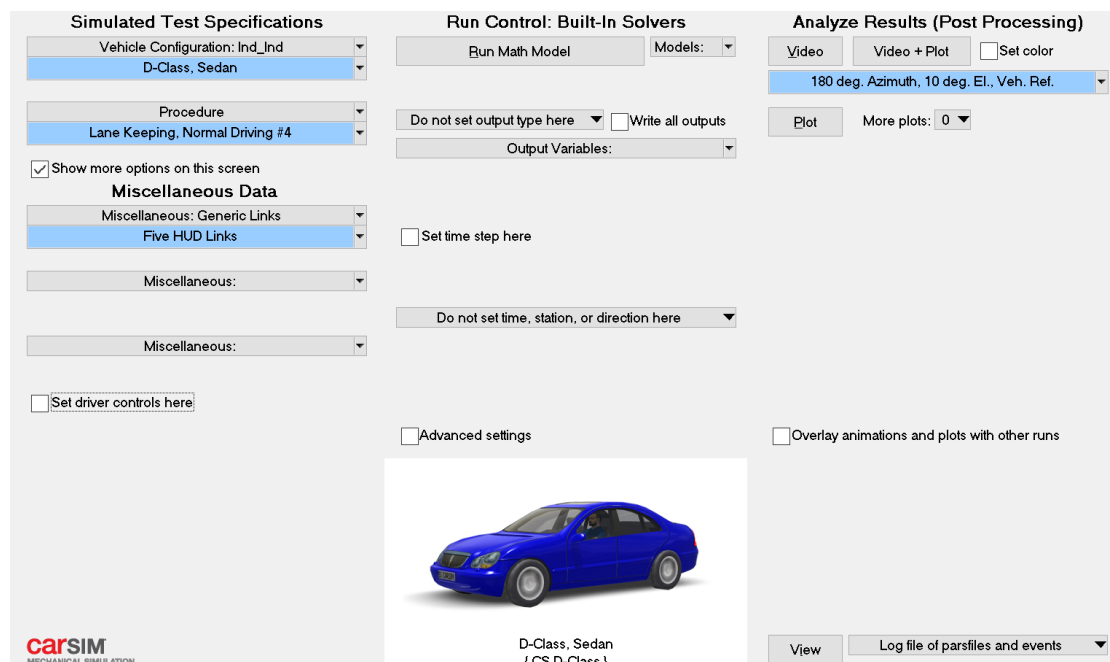 Simulated Test Specifications
Vehicle Configuration: Ind_Ind
D-Class, Sedan
Procedure
Lane Keeping, Normal Driving #4
Show more options on this screen
Miscellaneous Data
Miscellaneous: Generic Links
Five HUD Links
Miscellaneous:
Miscellaneous:
Set driver controls here
carSIM
MECHANICAL SIMULATION
Run Control: Built-In Solvers
Run Math Model
Models:
Do not set output type here
Write all outputs
Output Variables:
Set time step here
Do not set time, station, or direction here
Advanced settings
D-Class, Sedan
{ CS D-Class }
Analyze Results (Post Processing)
Video
Video + Plot
Set color
180 deg. Azimuth, 10 deg. El., Veh. Ref.
Plot
More plots: 0
Overlay animations and plots with other runs
View
Log file of parsfiles and events